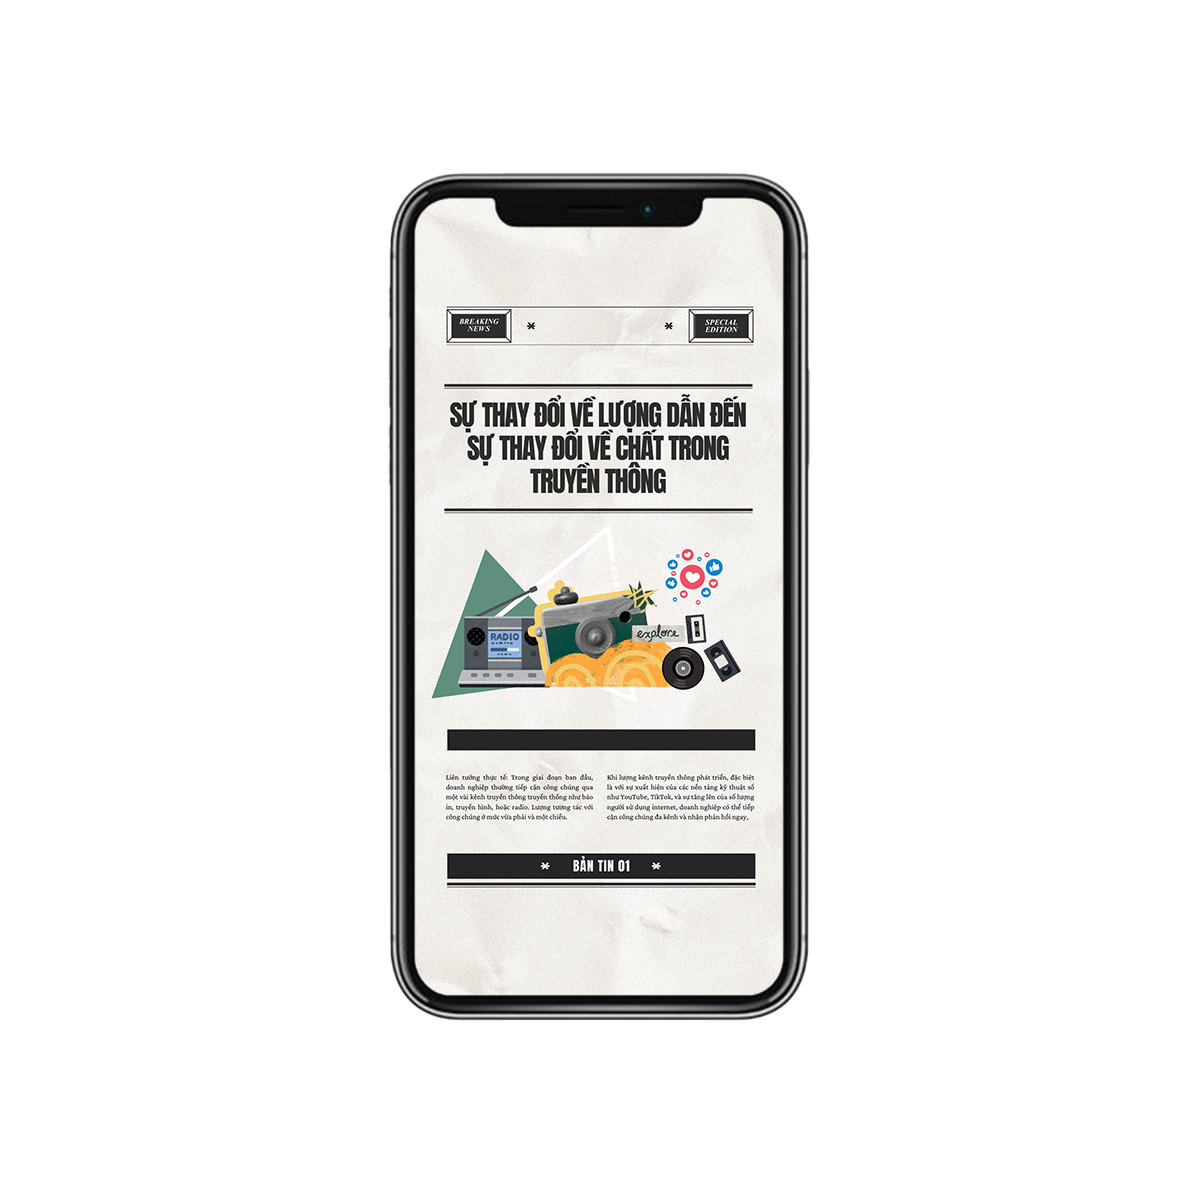 BREAKING
NEWS
SPECIAL
EDITION
SỰ THAY ĐỔI VỀ LƯỢNG DẪN ĐẾN
SỰ THAY ĐỔI VỀ CHẤT TRONG
TRUYỀN THÔNG
RADIO
explore
Liên tưởng thực tế: Trong giai đoạn ban đầu,
doanh nghiệp thường tiếp cận công chúng qua
một vài kênh truyền thông truyền thống như báo
in, truyền hình, hoặc radio. Lượng tương tác với
công chúng ở mức vừa phải và một chiều.
Khi lượng kênh truyền thông phát triển, đặc biệt
là với sự xuất hiện của các nền tảng kỹ thuật số
như YouTube, TikTok, và sự tăng lên của số lượng
người sử dụng internet, doanh nghiệp có thể tiếp
cận công chúng đa kênh và nhận phản hồi ngay,
BẢN TIN 01